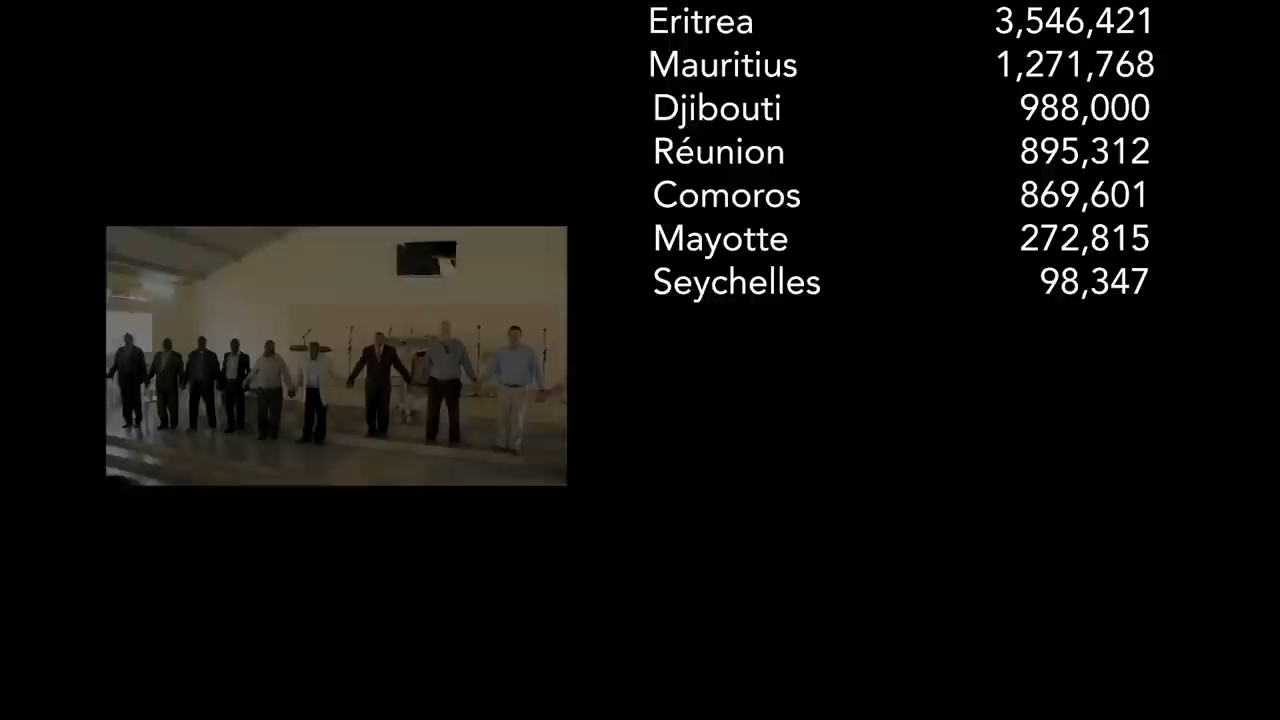 Eritrea 3,546,421
Mauritius 1,271,768
Djibouti 988,000
Réunion 895,312
Comoros 869,601
Mayotte 272,815
Seychelles 98,347